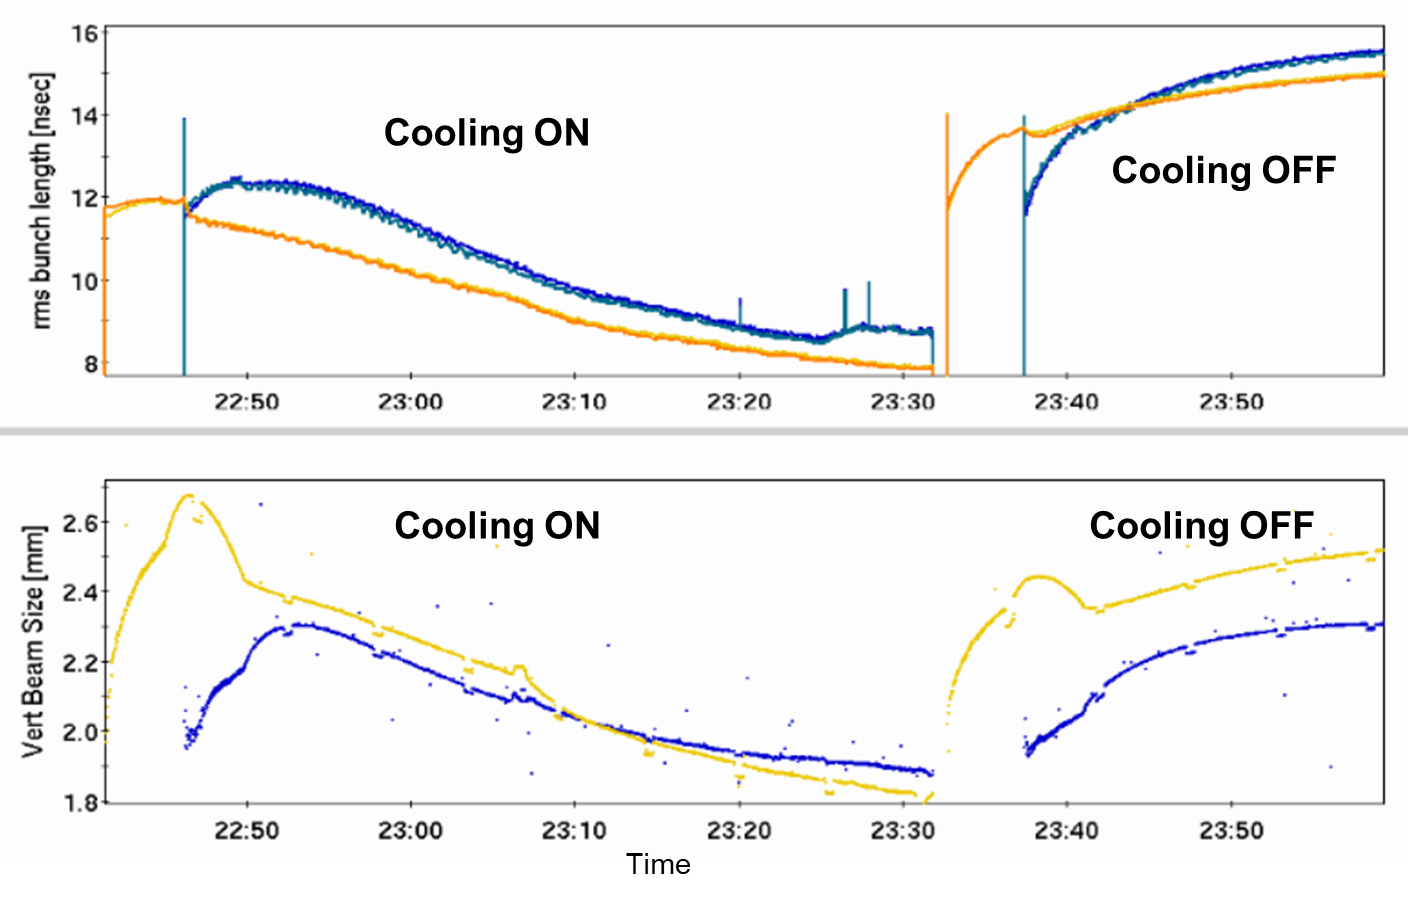 rms bunch length [nsec]
16
14
12
10
8
Cooling ON
Cooling OFF
22:50 23:00 23:10 23:20 23:30 23:40 23:50
Vert Beam Size [mm]
2.6
2.4
2.2
2.0
1.8
Cooling ON
Cooling OFF
22:50 23:00 23:10 23:20 23:30 23:40 23:50
Time